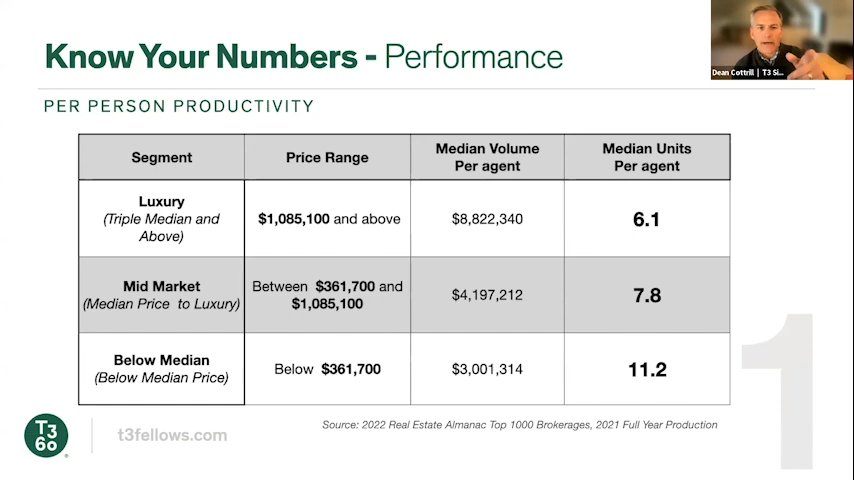 Know Your Numbers - Performance
Dean Cottrill | T3 Si...
PER PERSON PRODUCTIVITY
Segment
Price Range
Median Volume
Per agent
Median Units
Per agent
Luxury
(Triple Median and
Above)
$1,085,100 and above
$8,822,340
6.1
Mid Market
(Median Price to Luxury)
Between $361,700 and
$1,085,100
$4,197,212
7.8
Below Median
(Below Median Price)
Below $361,700
$3,001,314
11.2
1
T3
60
t3fellows.com
Source: 2022 Real Estate Almanac Top 1000 Brokerages, 2021 Full Year Production